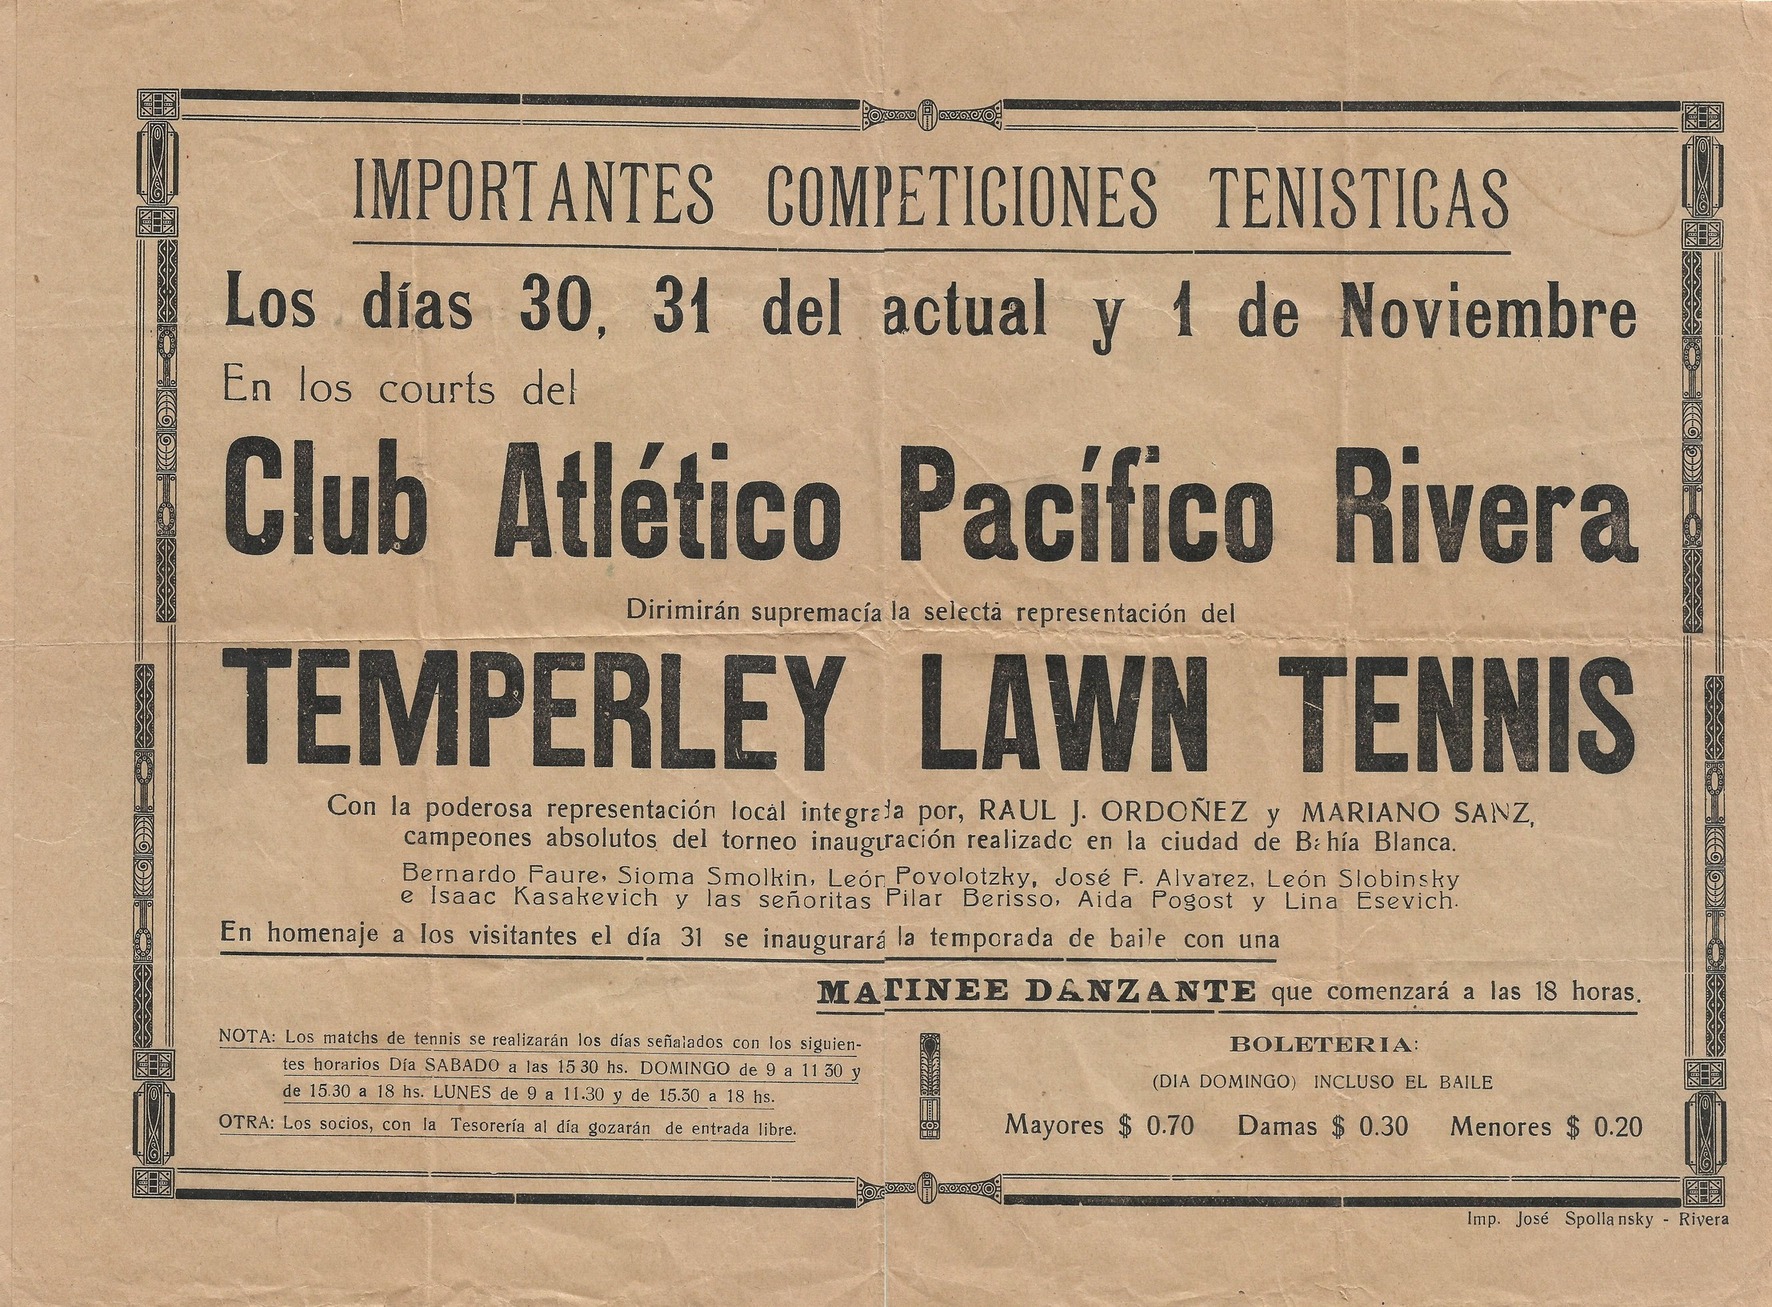 IMPORTANTES COMPETICIONES TENISTICAS
Los días 30, 31 del actual y 1 de Noviembre
En los courts del
Club Atlético Pacífico Rivera
Dirimirán supremacía la selecta representación del
TEMPERLEY LAWN TENNIS
Con la poderosa representación local integrada por, RAUL J. ORDOÑEZ y MARIANO SANZ,
campeones absolutos del torneo inauguración realizado en la ciudad de Bahía Blanca.
Bernardo Faure, Sioma Smolkin, León Povolotzky, José F. Alvarez, León Slobinsky
e Isaac Kasakevich y las señoritas Pilar Berisso, Aida Pogost y Lina Esevich.
En homenaje a los visitantes el día 31 se inaugurará la temporada de baile con una
MATINEE DANZANTE que comenzará a las 18 horas.
NOTA: Los matchs de tennis se realizarán los días señalados con los siguien-
tes horarios Día SABADO a las 15 30 hs. DOMINGO de 9 a 11 30 y
de 15.30 a 18 hs. LUNES de 9 a 11.30 y de 15.30 a 18 hs.
OTRA: Los socios, con la Tesorería al día gozarán de entrada libre.
BOLETERIA:
(DIA DOMINGO) INCLUSO EL BAILE
Mayores $ 0.70 Damas $ 0.30 Menores $ 0.20
Imp. José Spollansky - Rivera